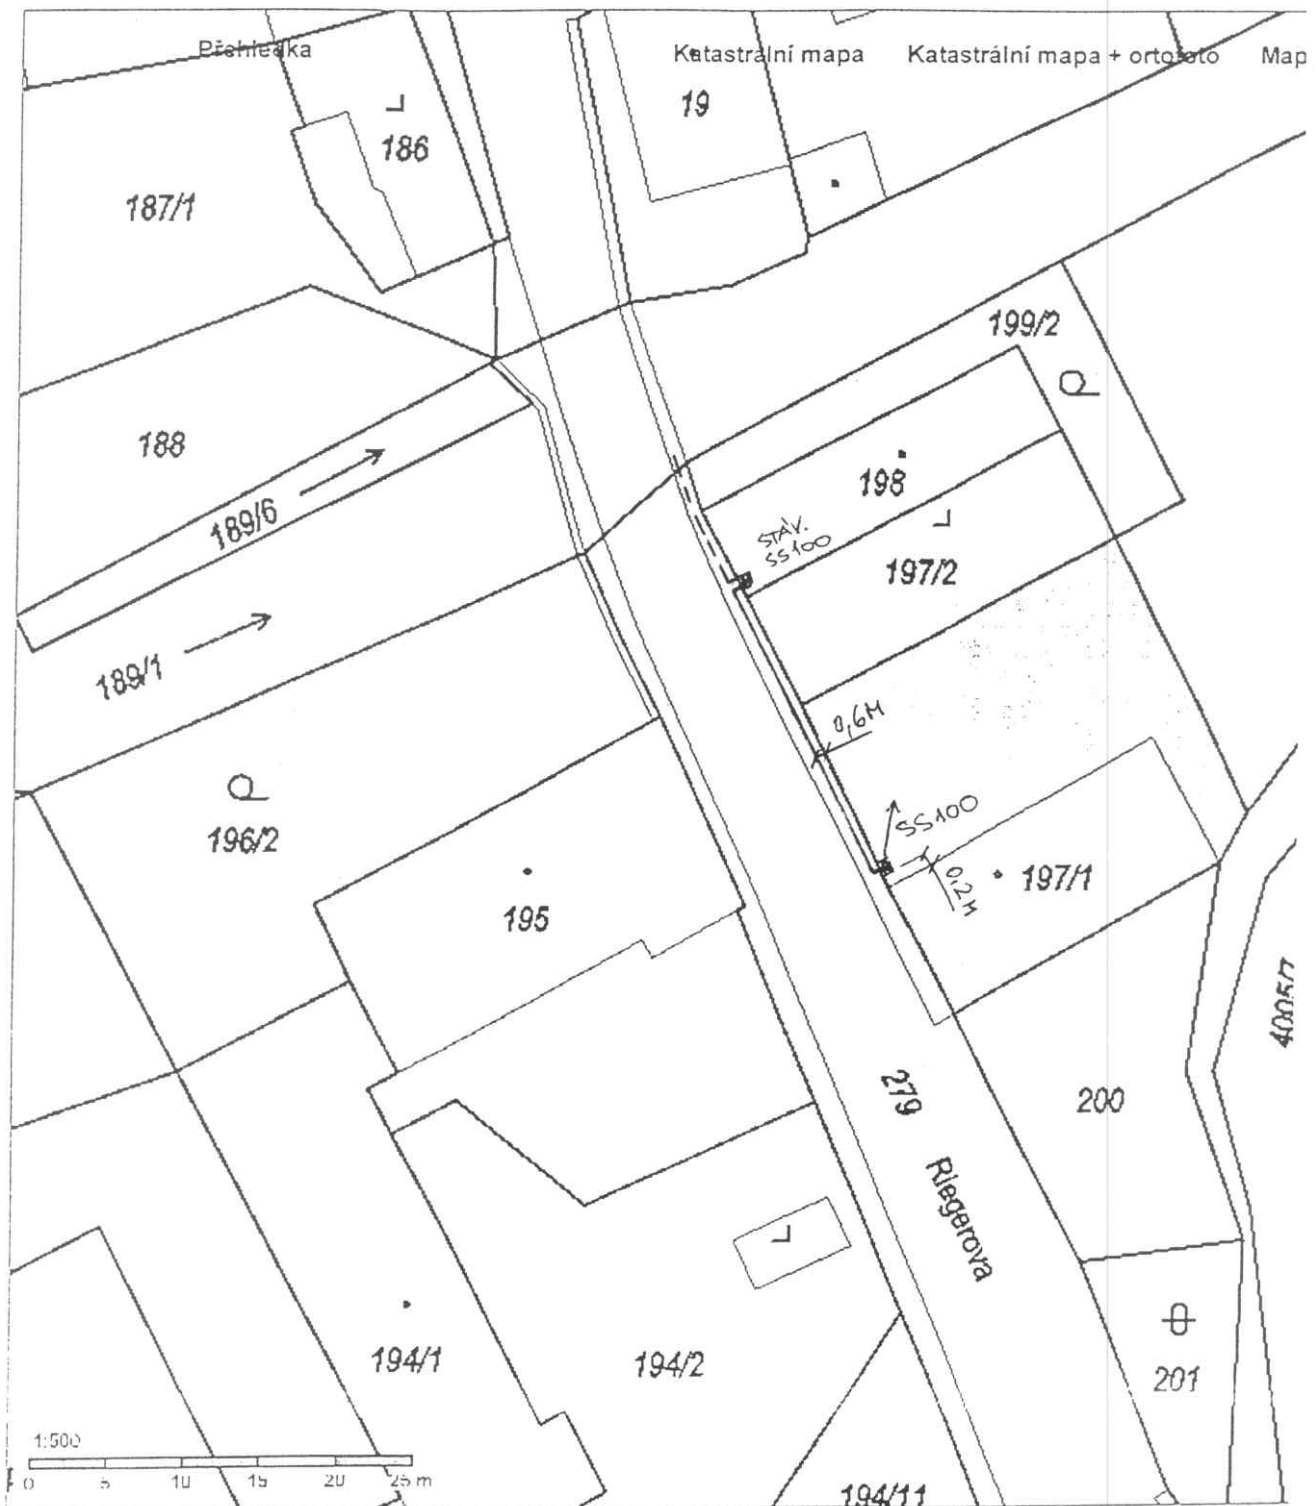 Přehledka Katastrální mapa Katastrální mapa + ortofoto Map
19
186
187/1
199/2
188
198
189/6
STÁV.
SS100
197/2
189/1
0,6M
SS100
196/2
0,2M
197/1
195
4005/7
279
200
Riegerova
194/1
194/2
201
1:500
0 5 10 15 20 25 m
194/11